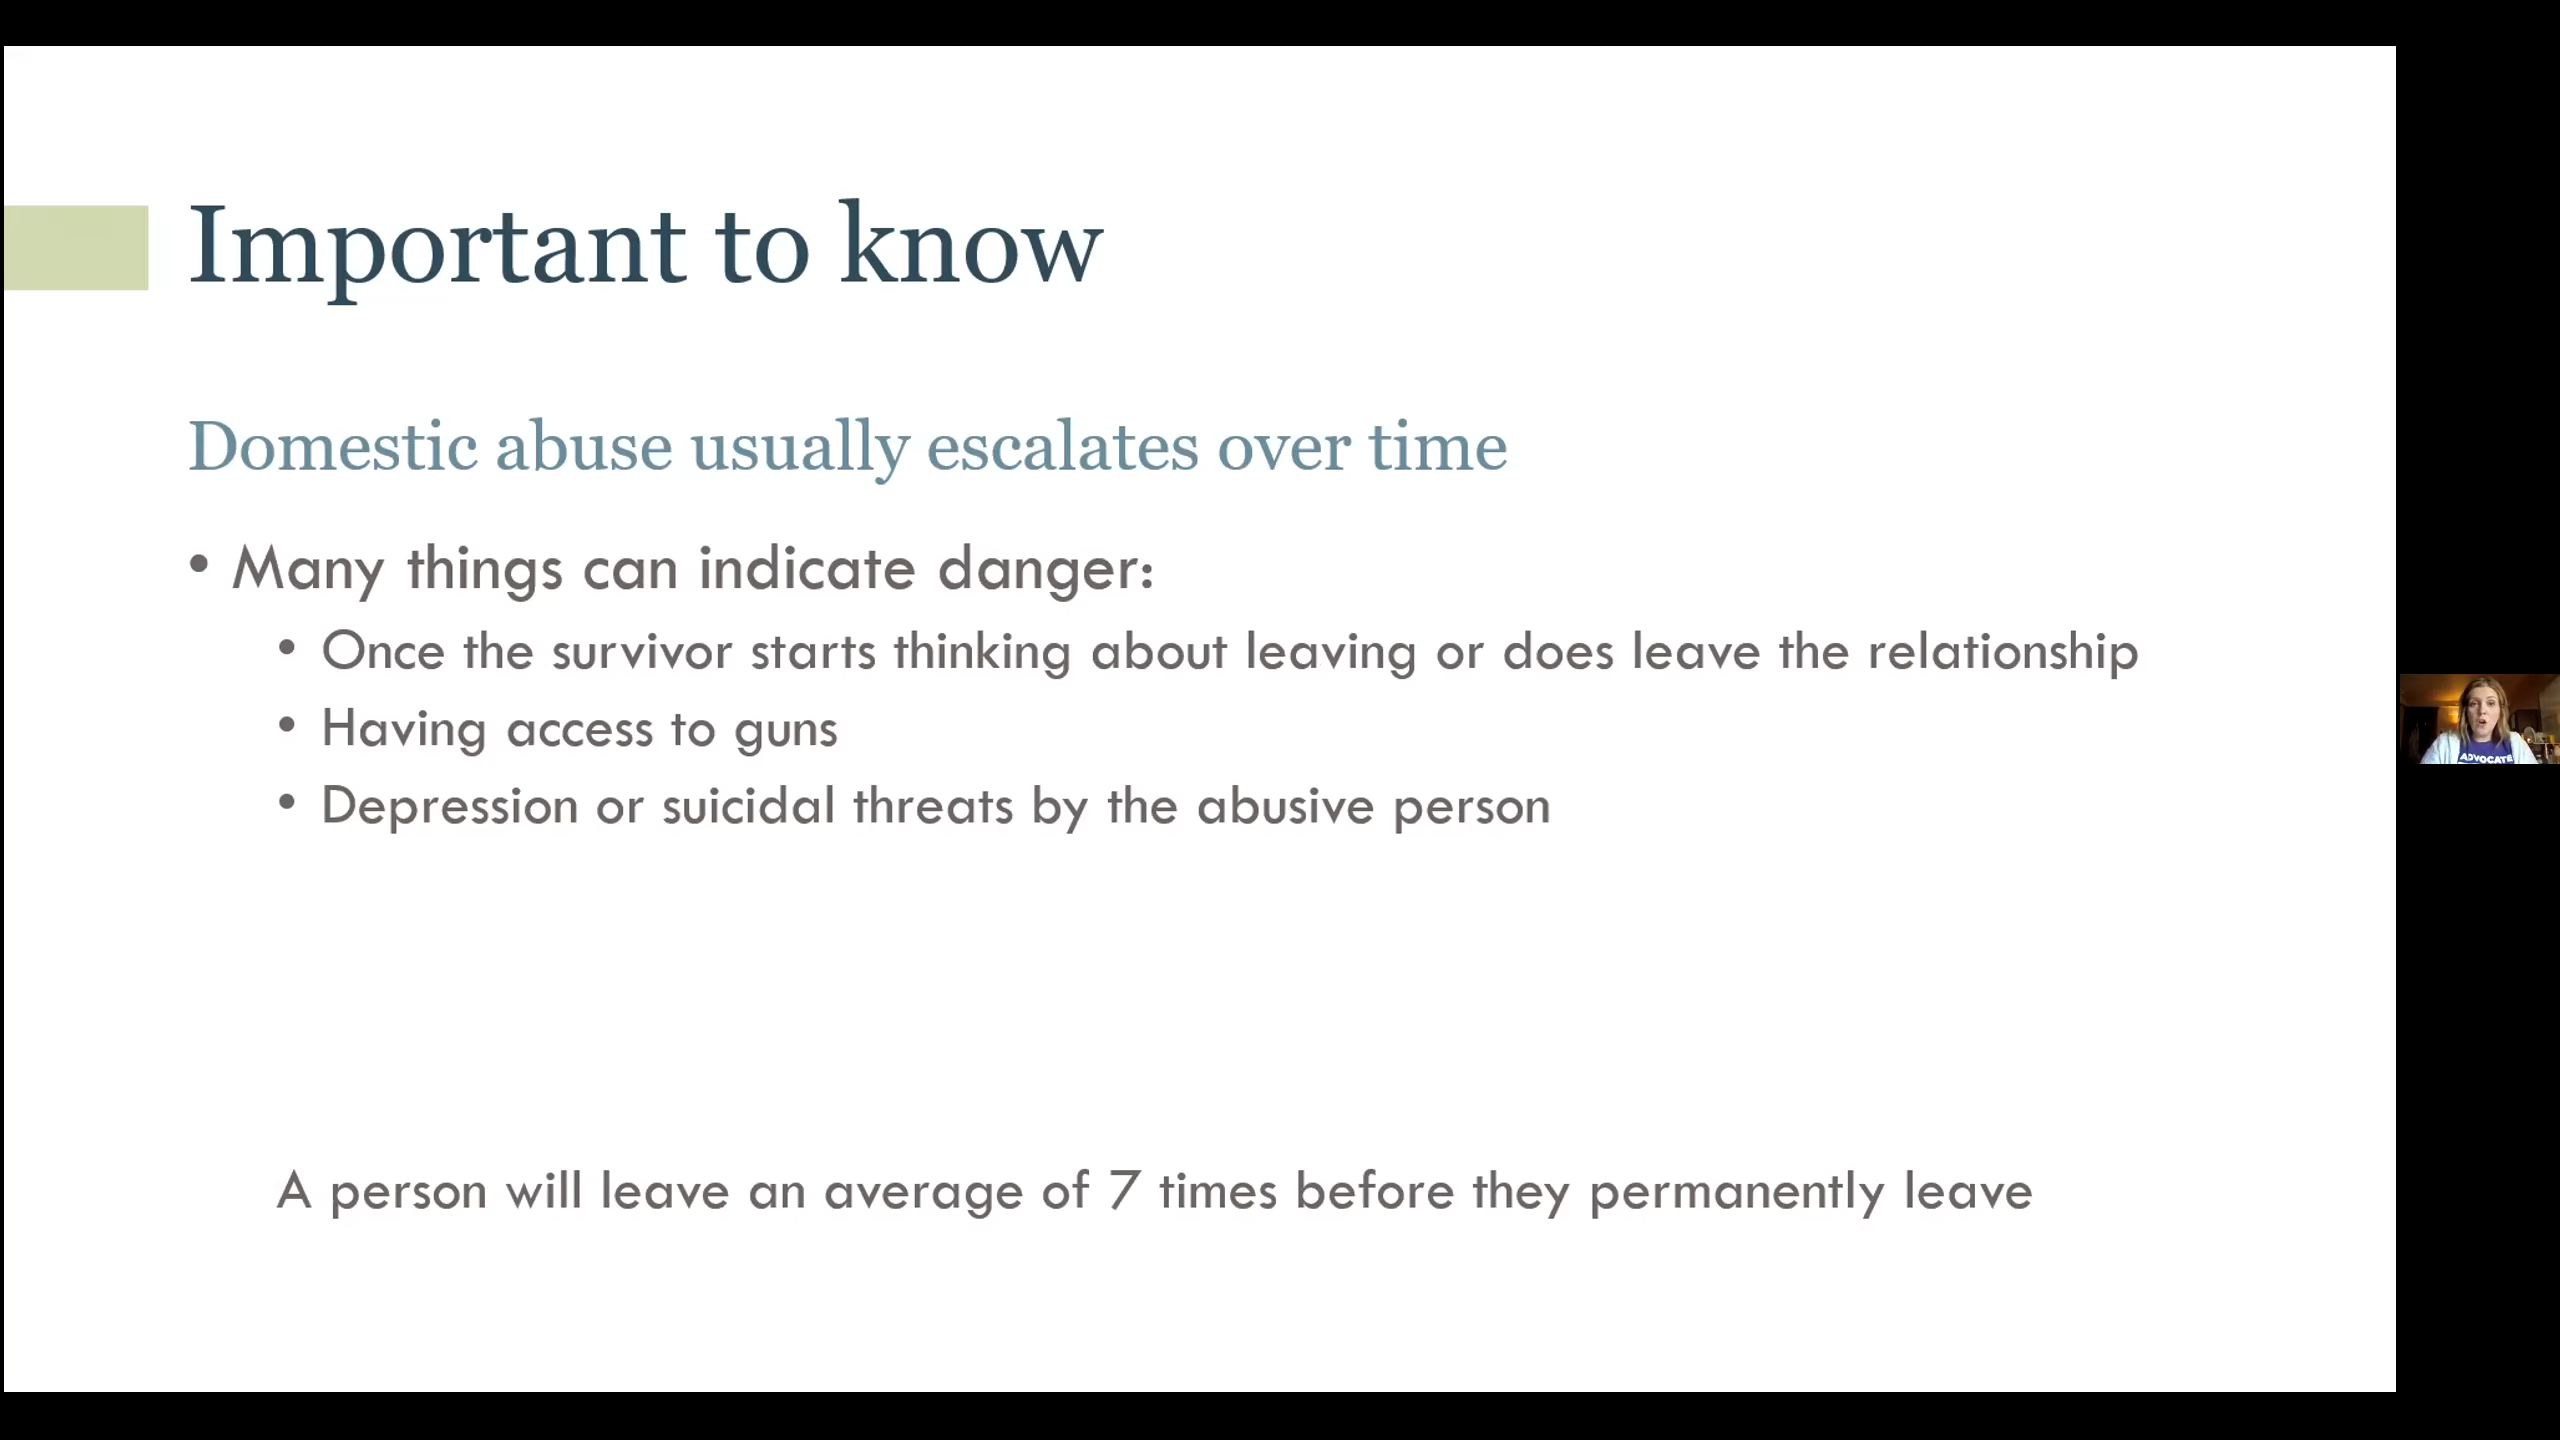 Important to know
Domestic abuse usually escalates over time
• Many things can indicate danger:
• Once the survivor starts thinking about leaving or does leave the relationship
• Having access to guns
• Depression or suicidal threats by the abusive person
A person will leave an average of 7 times before they permanently leave
ADVOCATE